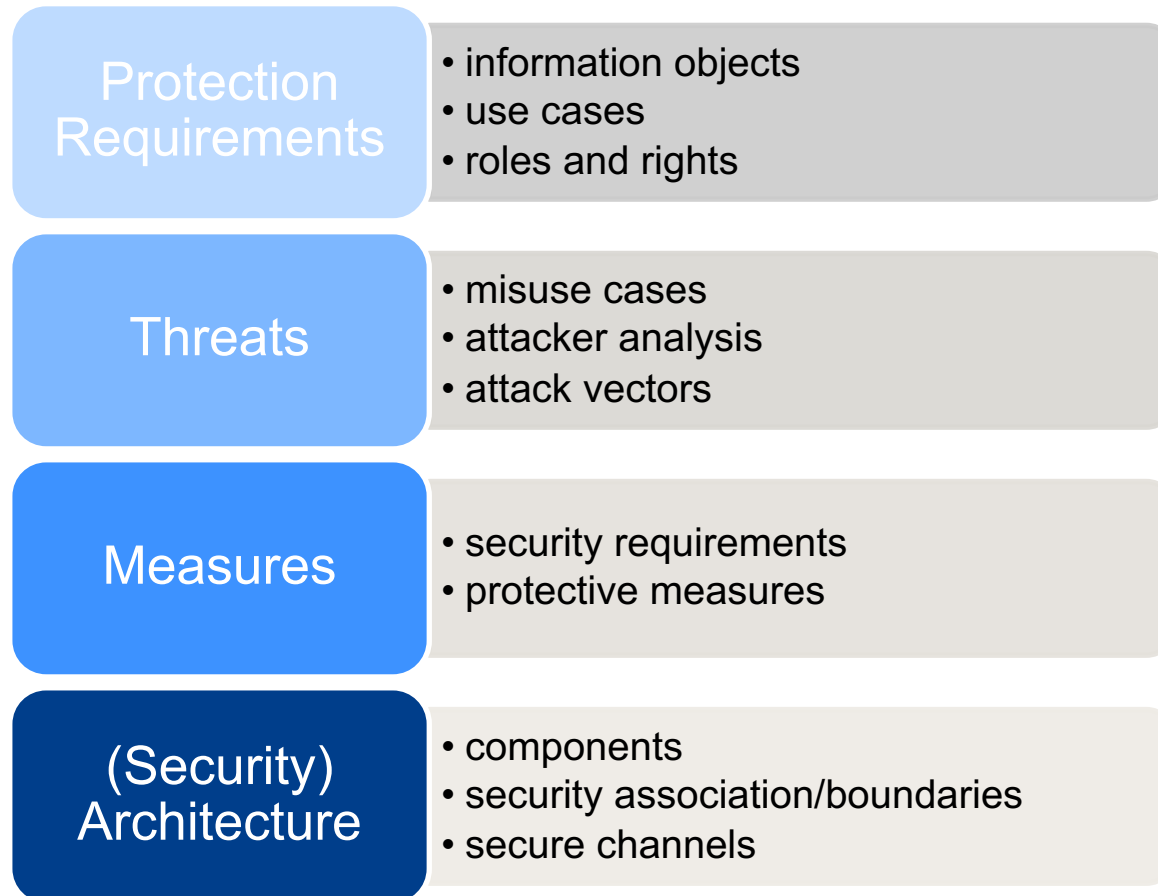 Protection
Requirements
• information objects
• use cases
• roles and rights
Threats
• misuse cases
• attacker analysis
• attack vectors
Measures
• security requirements
• protective measures
(Security)
Architecture
• components
• security association/boundaries
• secure channels